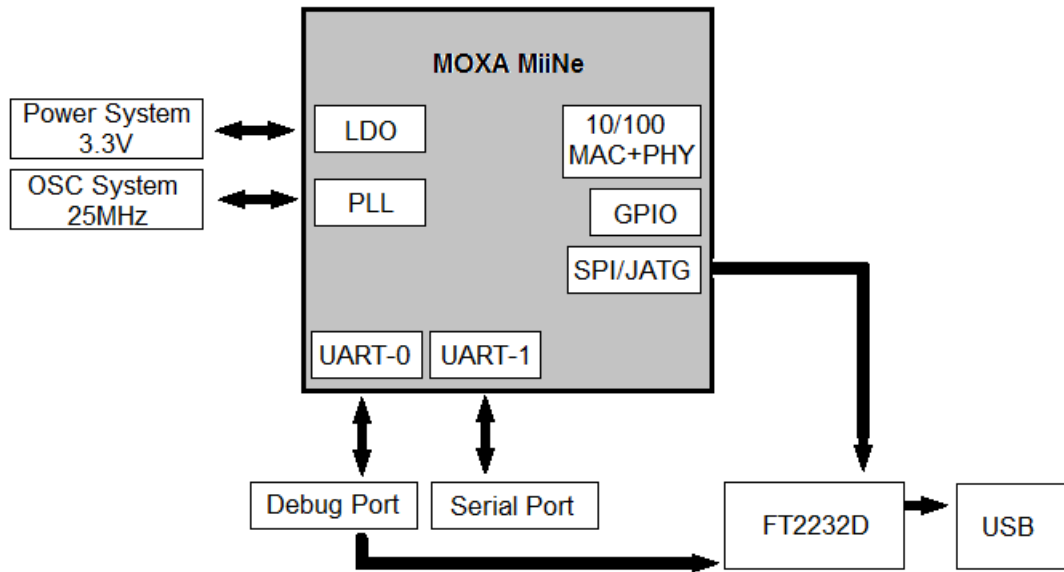 MOXA MiiNe
Power System
3.3V
LDO
10/100
MAC+PHY
OSC System
25MHz
PLL
GPIO
SPI/JATG
UART-0
UART-1
Debug Port
Serial Port
FT2232D
USB